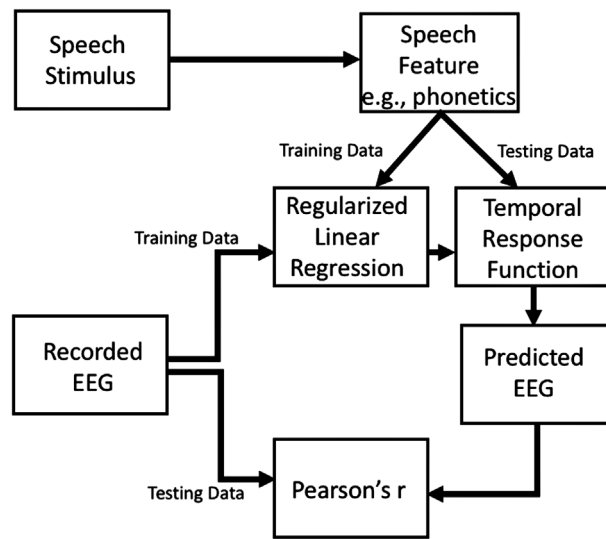 Speech
Stimulus
Speech
Feature
e.g., phonetics
Training Data
Testing Data
Regularized
Linear
Regression
Temporal
Response
Function
Training Data
Recorded
EEG
Predicted
EEG
Testing Data
Pearson's r